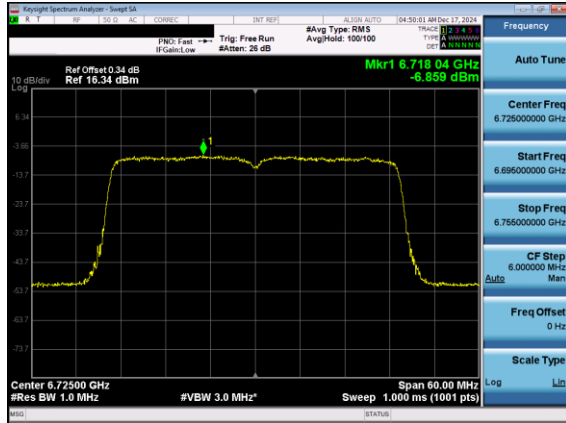 Keysight Spectrum Analyzer - Swept SA
R T RF 50 Ω AC CORREC INT REF ALIGN AUTO 04:50:01 AM Dec 17, 2024
Frequency
PNO: Fast
IFGain:Low
Trig: Free Run
#Atten: 26 dB
#Avg Type: RMS
Avg|Hold: 100/100
TRACE 1 2 3 4 5 6
TYPE A
DET A N N N N N
Ref Offset 0.34 dB
Ref 16.34 dBm
Mkr1 6.718 04 GHz
-6.859 dBm
10 dB/div
Log
6.34
-3.66
-13.7
-23.7
-33.7
-43.7
-53.7
-63.7
-73.7
1
Center 6.72500 GHz
#Res BW 1.0 MHz
#VBW 3.0 MHz*
Span 60.00 MHz
Sweep 1.000 ms (1001 pts)
MSG
STATUS
Auto Tune
Center Freq
6.725000000 GHz
Start Freq
6.695000000 GHz
Stop Freq
6.755000000 GHz
CF Step
6.000000 MHz
Auto Man
Freq Offset
0 Hz
Scale Type
Log Lin